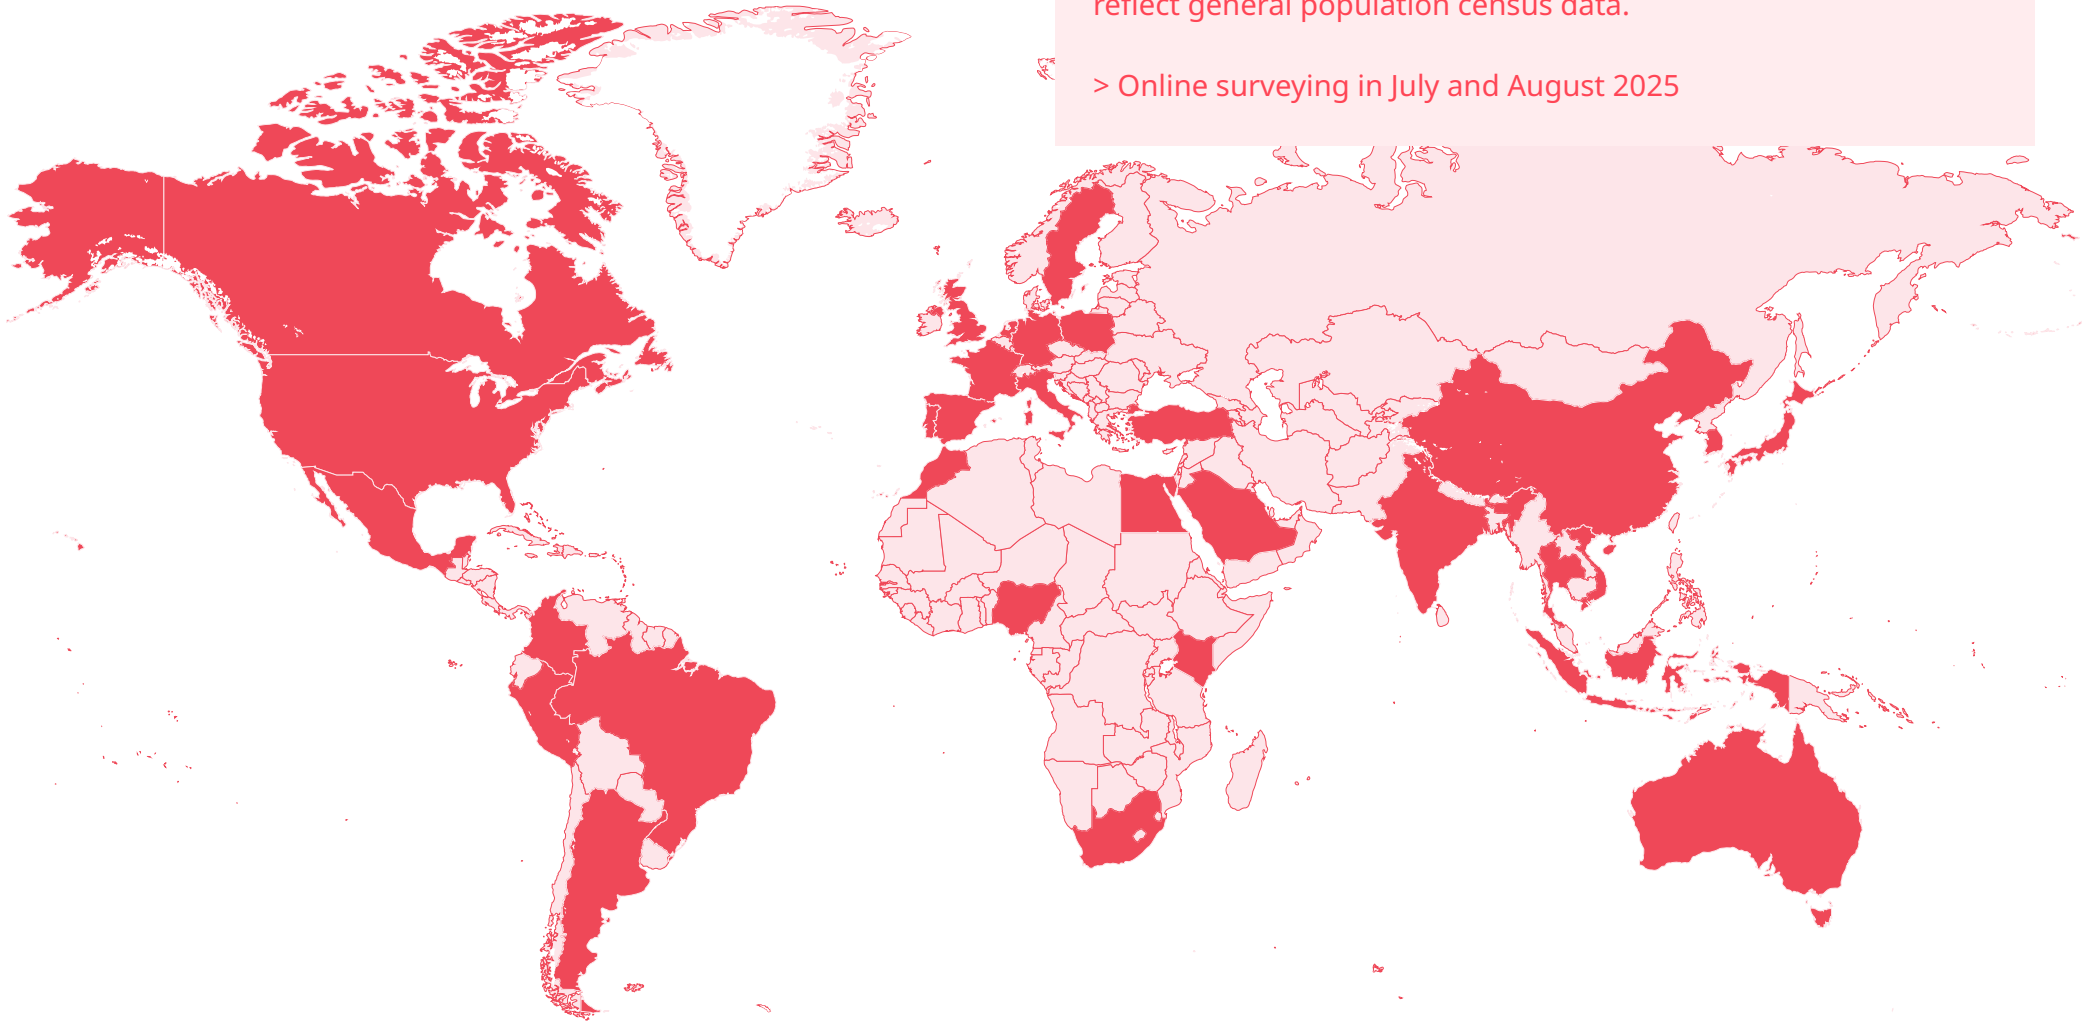 reflect general population census data.
> Online surveying in July and August 2025